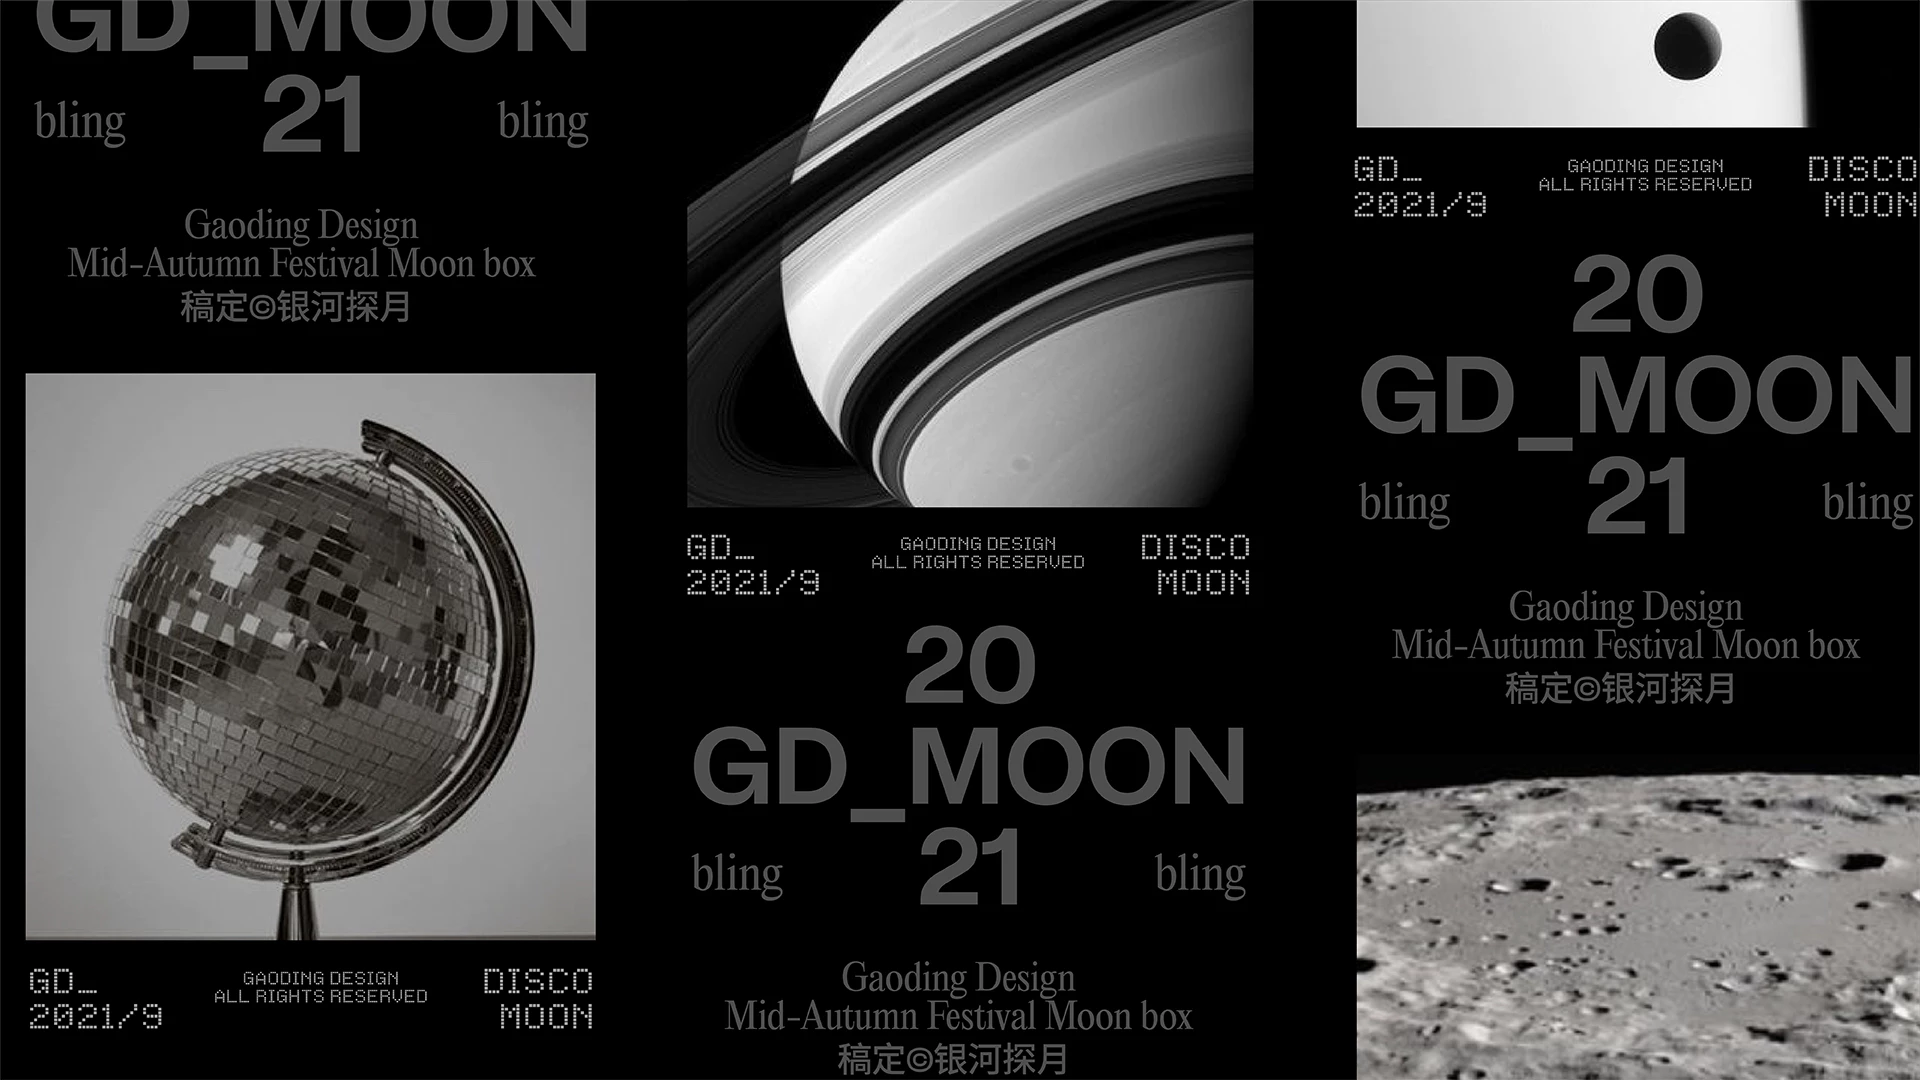 GD_MOON
bling 21 bling
Gaoding Design
Mid-Autumn Festival Moon box
稿定©银河探月
GD_ GAODING DESIGN DISCO
2021/9 ALL RIGHTS RESERVED MOON
GD_ GAODING DESIGN DISCO
2021/9 ALL RIGHTS RESERVED MOON
20
GD_MOON
bling 21 bling
Gaoding Design
Mid-Autumn Festival Moon box
稿定©银河探月
GD_ GAODING DESIGN DISCO
2021/9 ALL RIGHTS RESERVED MOON
20
GD_MOON
bling 21 bling
Gaoding Design
Mid-Autumn Festival Moon box
稿定©银河探月